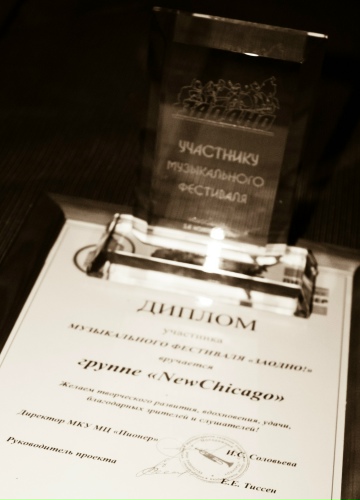 ЗАОДНО
УЧАСТНИКУ
МУЗЫКАЛЬНОГО
ФЕСТИВАЛЯ
ДИПЛОМ
участника
МУЗЫКАЛЬНОГО ФЕСТИВАЛЯ «ЗАОДНО!»
вручается
группе «NewChicago»
Желаем творческого развития, вдохновения, удачи,
благодарных зрителей и слушателей!
Директор МКУ МЦ «Пионер» И.С. Соловьева
Руководитель проекта Е.Е. Тиссен